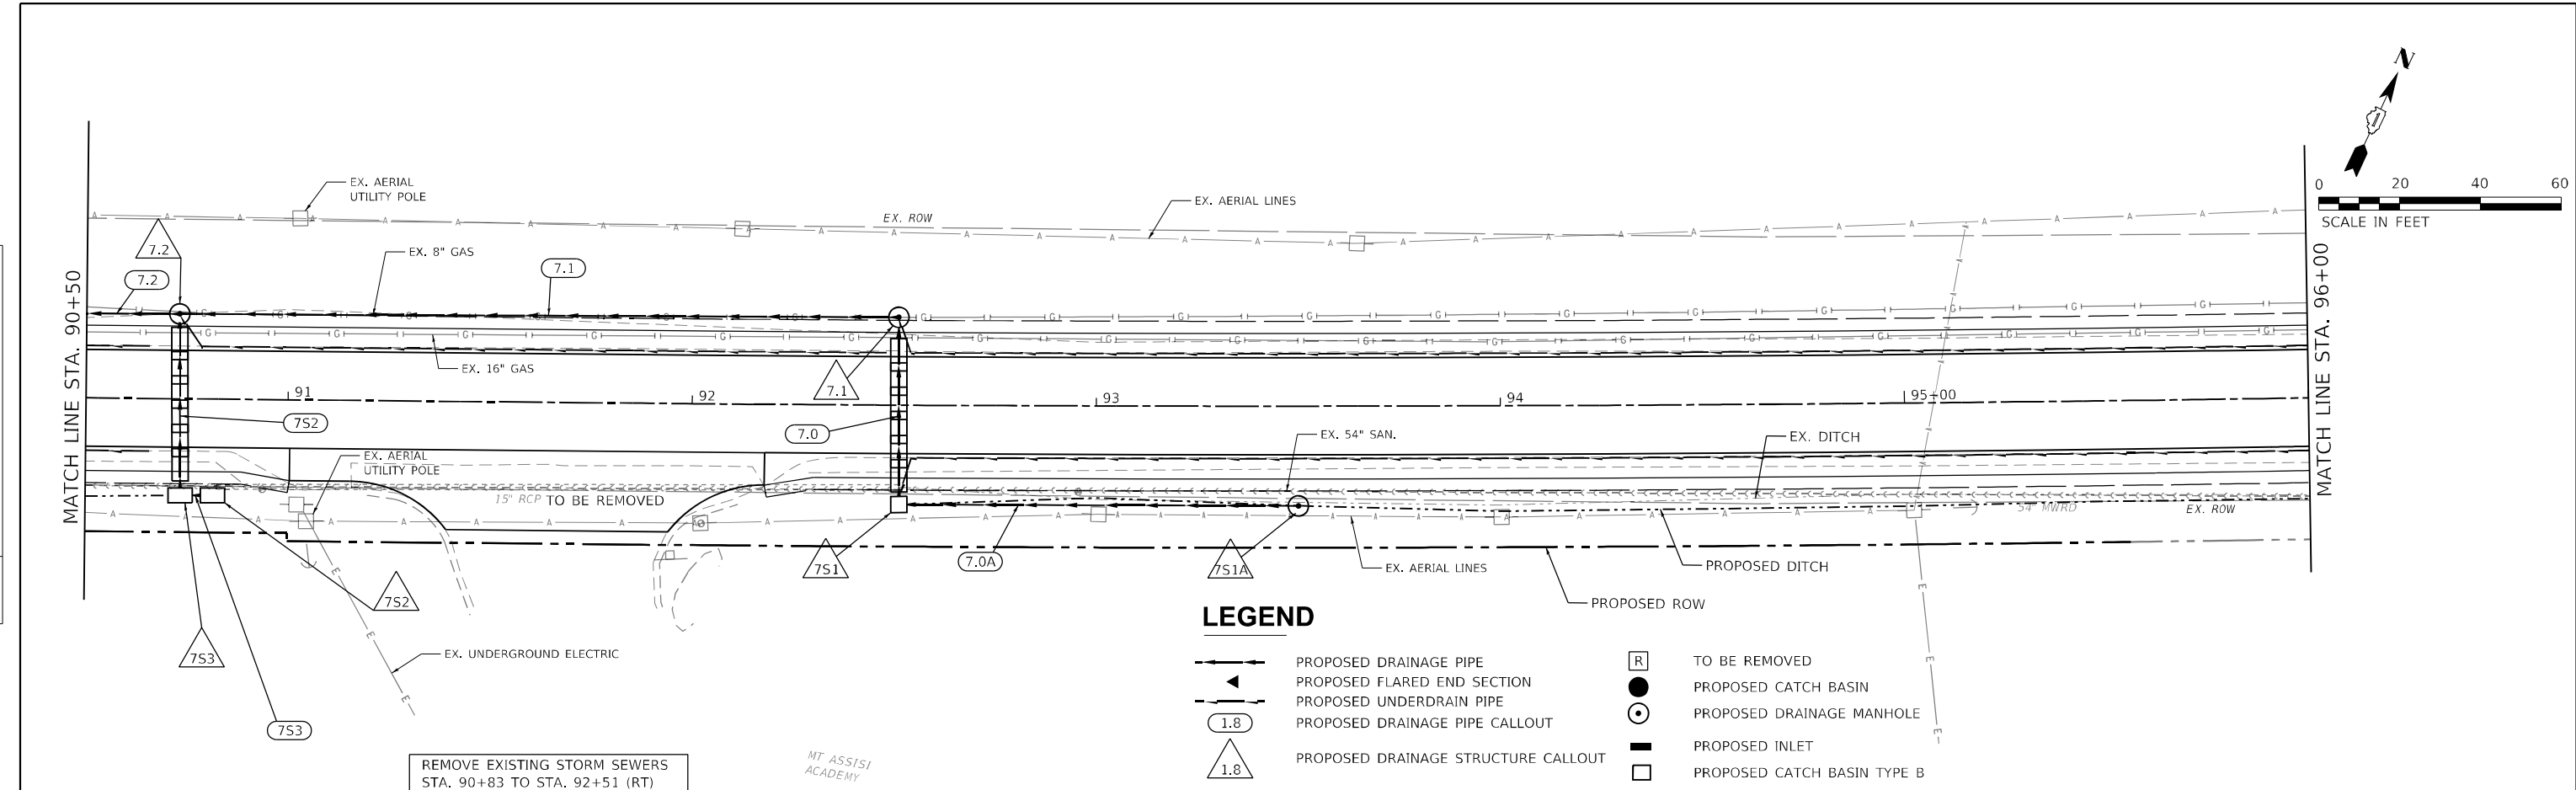 N
0 20 40 60
SCALE IN FEET
EX. AERIAL
UTILITY POLE
EX. ROW
EX. AERIAL LINES
7.2
7.2
EX. 8" GAS
7.1
MATCH LINE STA. 90+50
MATCH LINE STA. 96+00
EX. 16" GAS
7.1
91
92
93
94
95+00
7S2
7.0
EX. 54" SAN.
EX. DITCH
EX. AERIAL
UTILITY POLE
15" RCP TO BE REMOVED
54" MWRD
EX. ROW
7S1
7.0A
7S1A
EX. AERIAL LINES
PROPOSED DITCH
7S2
PROPOSED ROW
7S3
EX. UNDERGROUND ELECTRIC
7S3
REMOVE EXISTING STORM SEWERS
STA. 90+83 TO STA. 92+51 (RT)
MT ASSISI
ACADEMY
LEGEND
PROPOSED DRAINAGE PIPE
PROPOSED FLARED END SECTION
PROPOSED UNDERDRAIN PIPE
1.8 PROPOSED DRAINAGE PIPE CALLOUT
1.8 PROPOSED DRAINAGE STRUCTURE CALLOUT
R TO BE REMOVED
PROPOSED CATCH BASIN
PROPOSED DRAINAGE MANHOLE
PROPOSED INLET
PROPOSED CATCH BASIN TYPE B